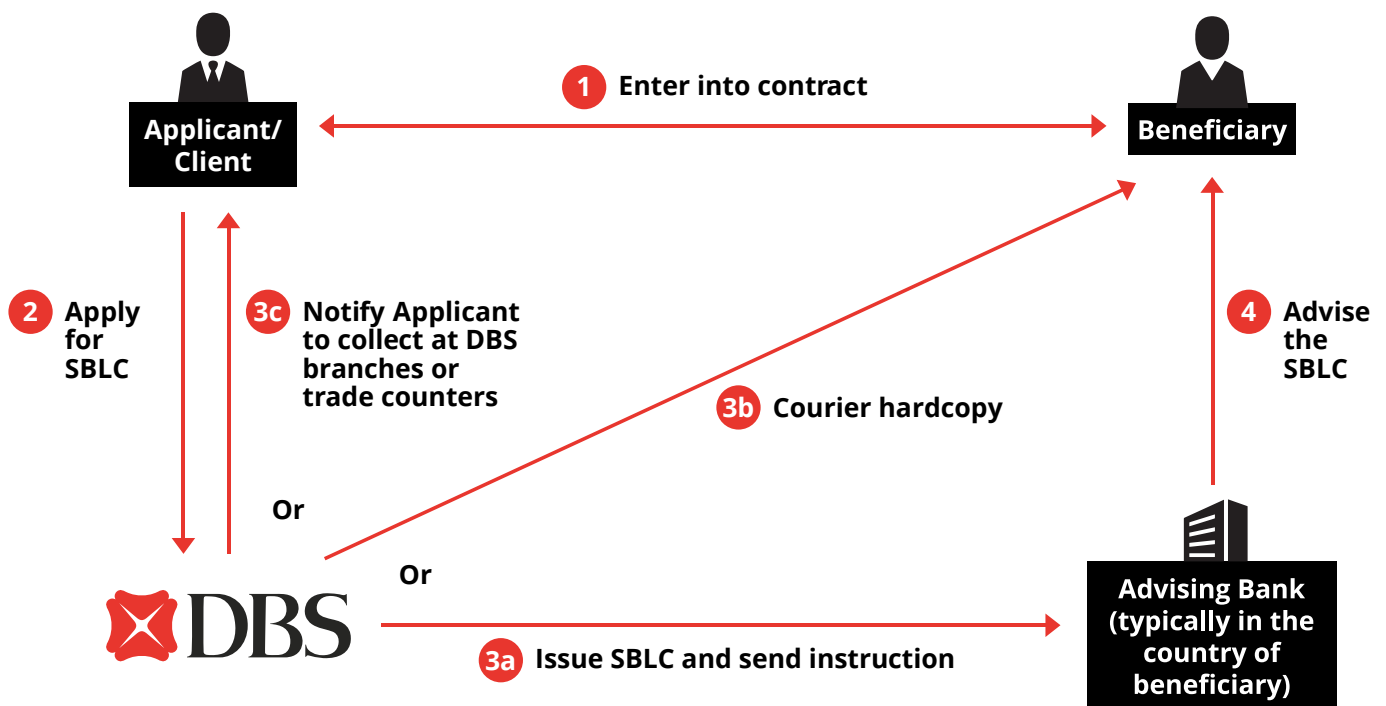 1 Enter into contract
Applicant/
Client
Beneficiary
2 Apply
for
SBLC
3c Notify Applicant
to collect at DBS
branches or
trade counters
4 Advise
the
SBLC
3b Courier hardcopy
Or
Or
DBS
3a Issue SBLC and send instruction
Advising Bank
(typically in the
country of
beneficiary)